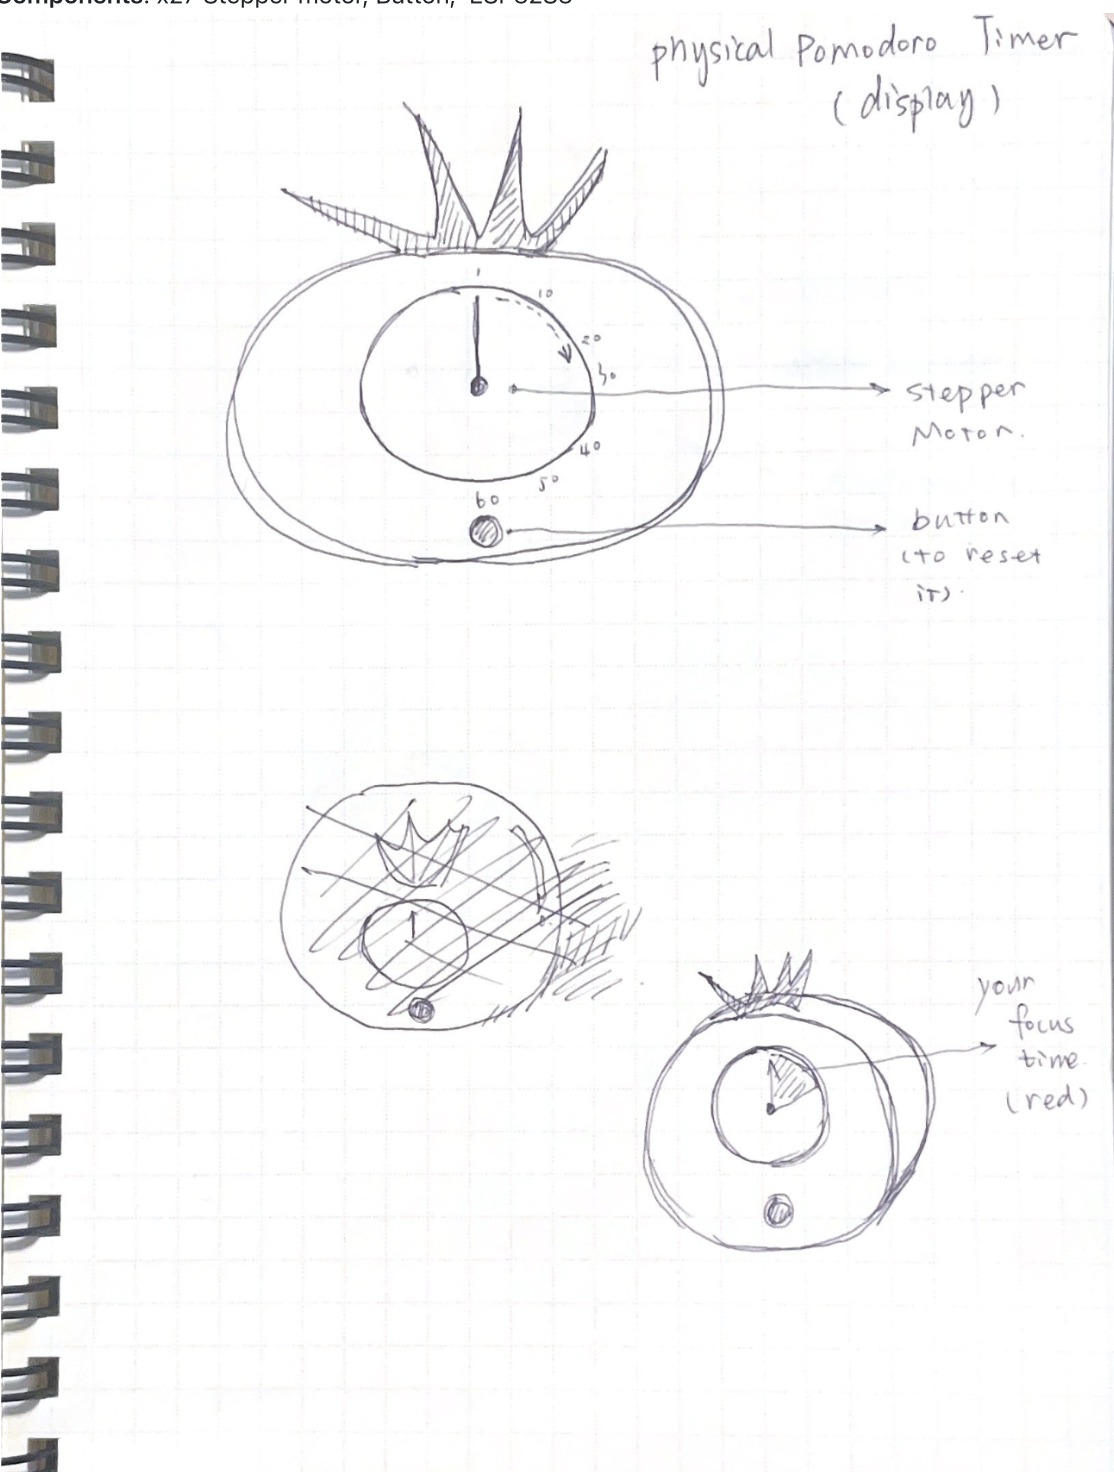 Components: x27 Stepper motor, Button, ESP32S3
physical Pomodoro Timer
(display)
1
10
20
30
40
50
60
stepper
Motor.
button
(to reset
it).
your
focus
time.
(red)